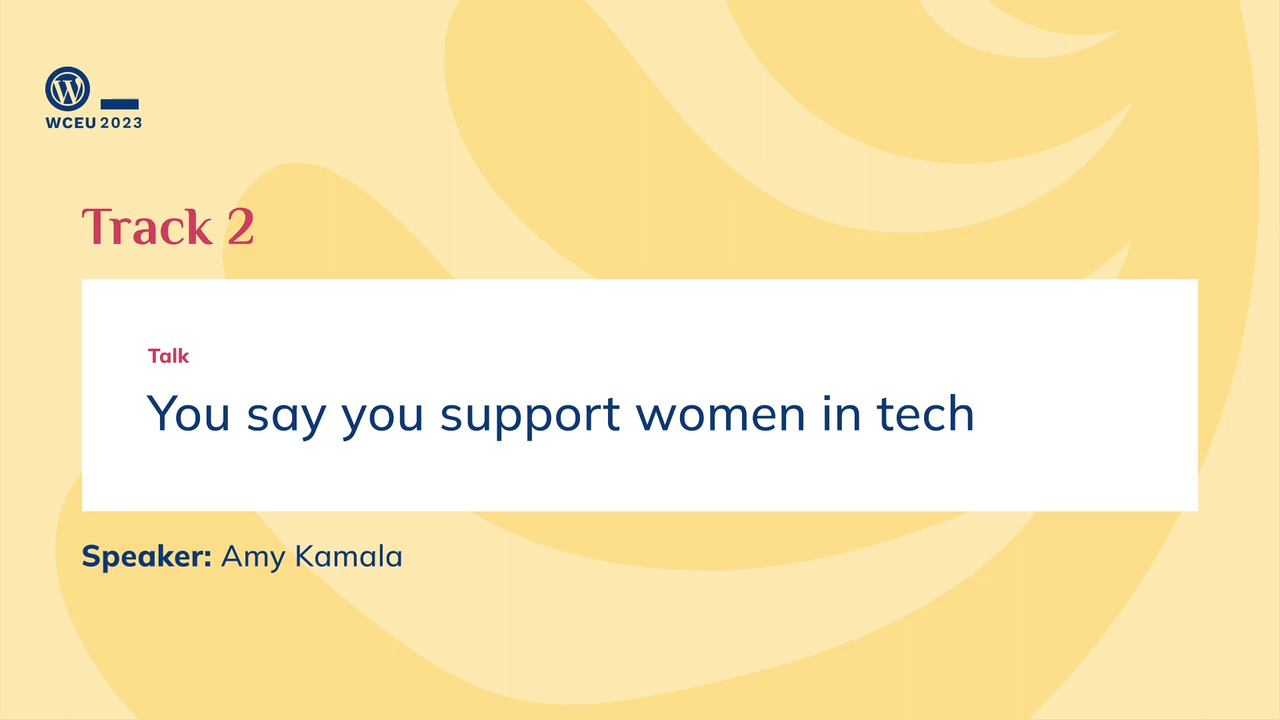 WCEU 2023
Track 2
Talk
You say you support women in tech
Speaker: Amy Kamala